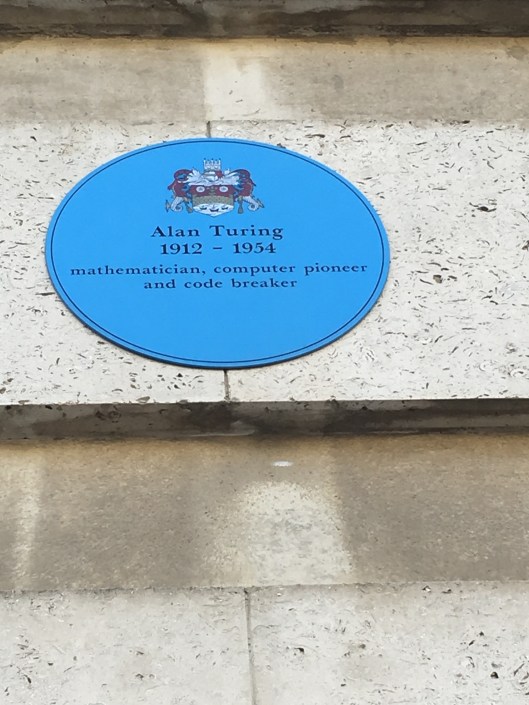 Alan Turing
1912 – 1954
mathematician, computer pioneer
and code breaker